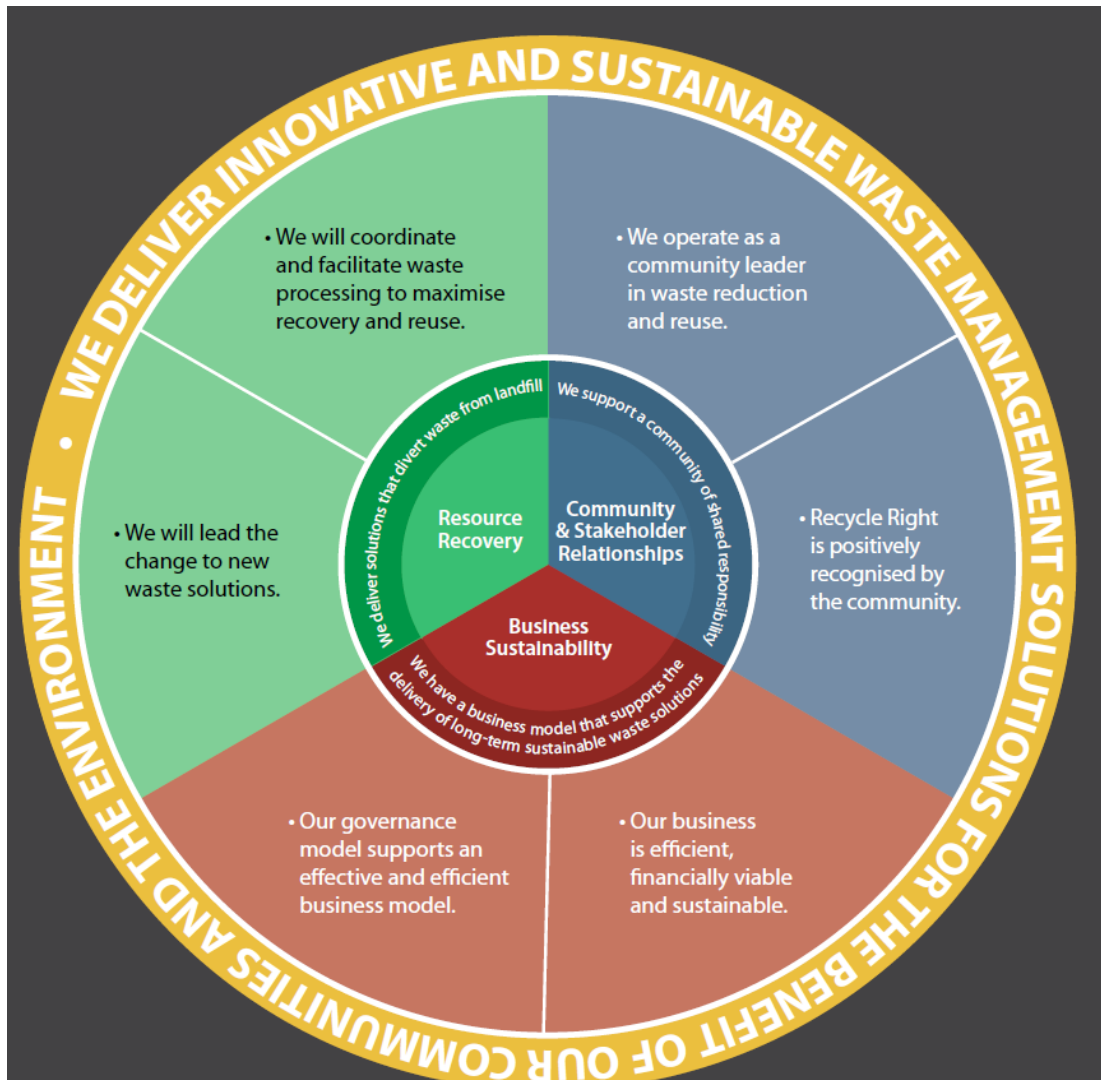 WE DELIVER INNOVATIVE AND SUSTAINABLE WASTE MANAGEMENT SOLUTIONS FOR THE BENEFIT OF OUR COMMUNITIES AND THE ENVIRONMENT •
• We will coordinate
and facilitate waste
processing to maximise
recovery and reuse.
• We operate as a
community leader
in waste reduction
and reuse.
• We will lead the
change to new
waste solutions.
• Recycle Right
is positively
recognised by
the community.
We deliver solutions that divert waste from landfill
Resource
Recovery
We support a community of shared responsibility
Community
& Stakeholder
Relationships
Business
Sustainability
We have a business model that supports the
delivery of long-term sustainable waste solutions
• Our governance
model supports an
effective and efficient
business model.
• Our business
is efficient,
financially viable
and sustainable.